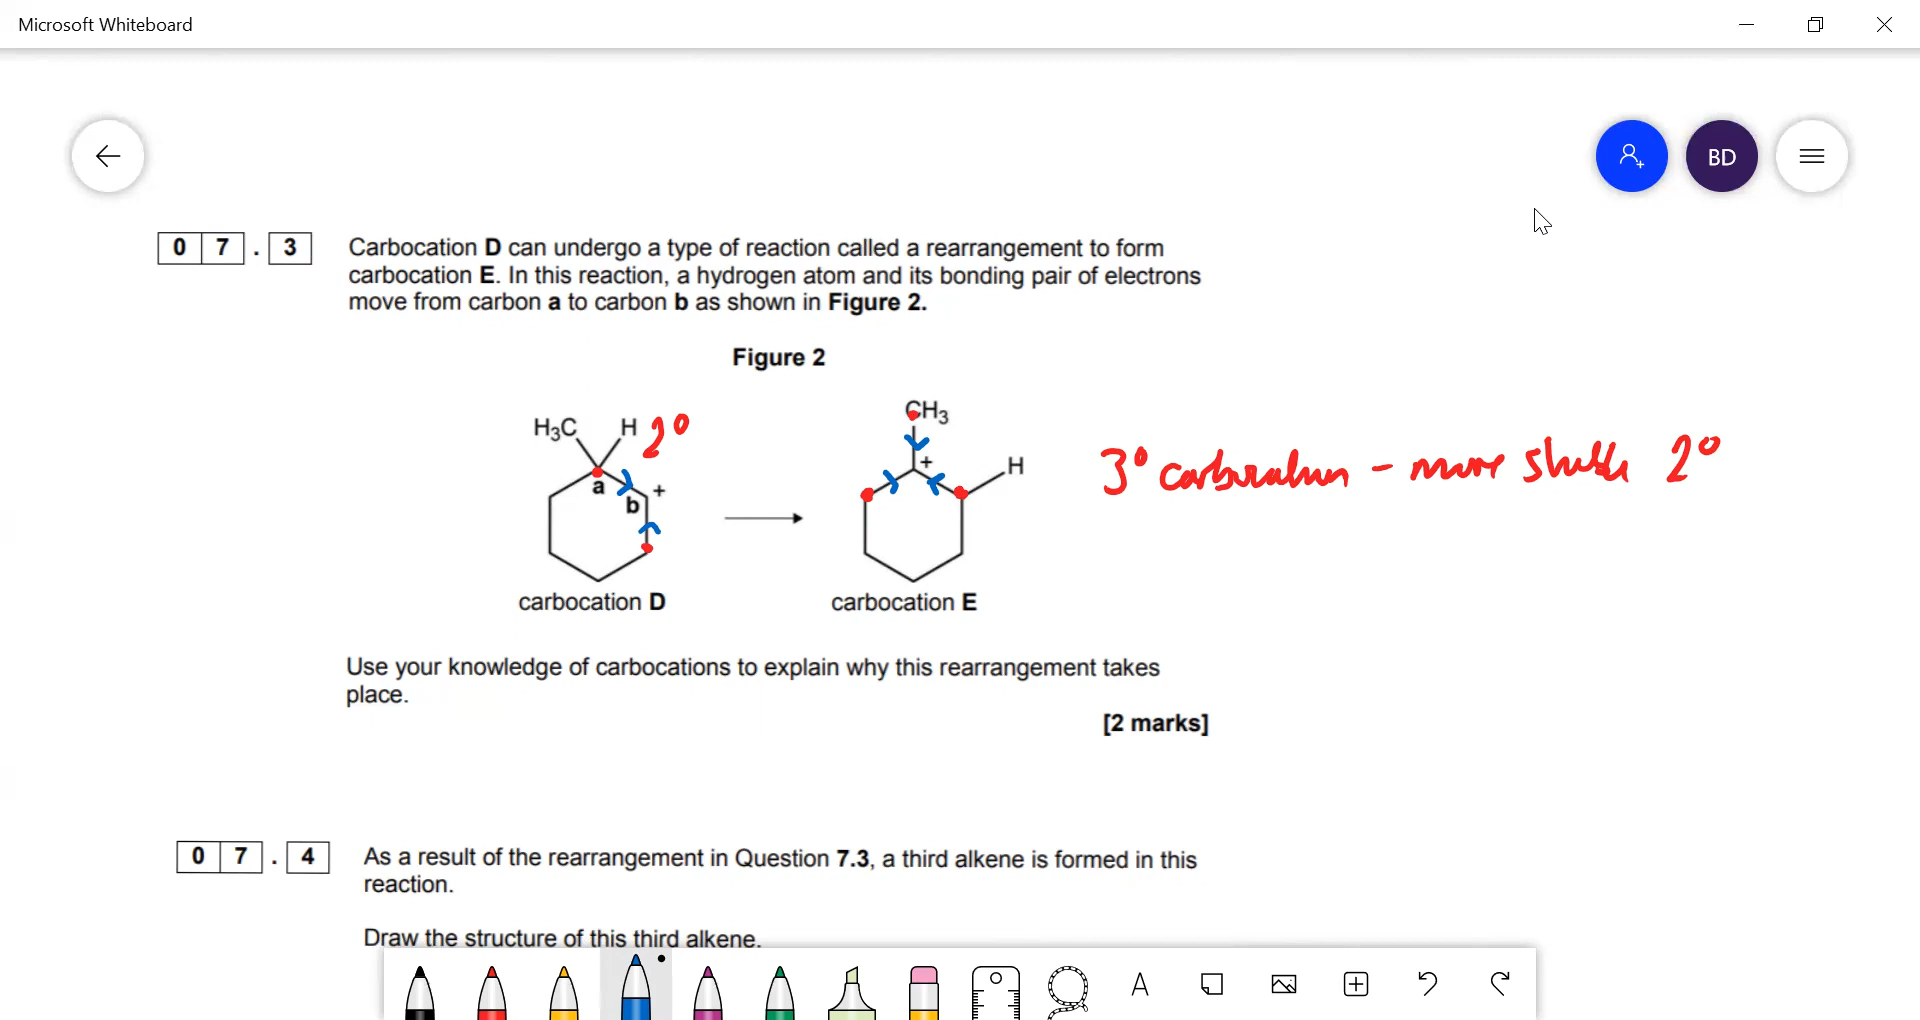 Microsoft Whiteboard
BD
0 7 . 3 Carbocation D can undergo a type of reaction called a rearrangement to form
carbocation E. In this reaction, a hydrogen atom and its bonding pair of electrons
move from carbon a to carbon b as shown in Figure 2.
Figure 2
H₃C H 2° a b +
CH₃ + H
3° carbocation - more stable 2°
carbocation D carbocation E
Use your knowledge of carbocations to explain why this rearrangement takes
place.
[2 marks]
0 7 . 4 As a result of the rearrangement in Question 7.3, a third alkene is formed in this
reaction.
Draw the structure of this third alkene.
A